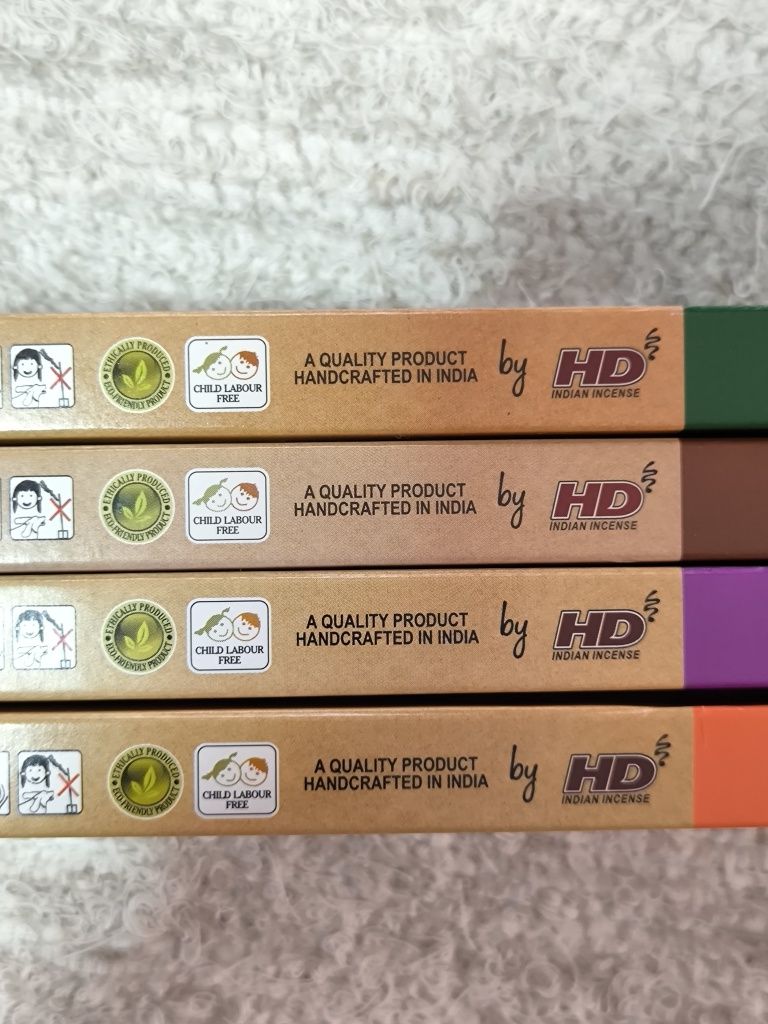 ETHICALLY PRODUCED
ECO-FRIENDLY PRODUCT
CHILD LABOUR
FREE
A QUALITY PRODUCT
HANDCRAFTED IN INDIA
by
HD
INDIAN INCENSE
ETHICALLY PRODUCED
ECO-FRIENDLY PRODUCT
CHILD LABOUR
FREE
A QUALITY PRODUCT
HANDCRAFTED IN INDIA
by
HD
INDIAN INCENSE
ETHICALLY PRODUCED
ECO-FRIENDLY PRODUCT
CHILD LABOUR
FREE
A QUALITY PRODUCT
HANDCRAFTED IN INDIA
by
HD
INDIAN INCENSE
ETHICALLY PRODUCED
ECO-FRIENDLY PRODUCT
CHILD LABOUR
FREE
A QUALITY PRODUCT
HANDCRAFTED IN INDIA
by
HD
INDIAN INCENSE